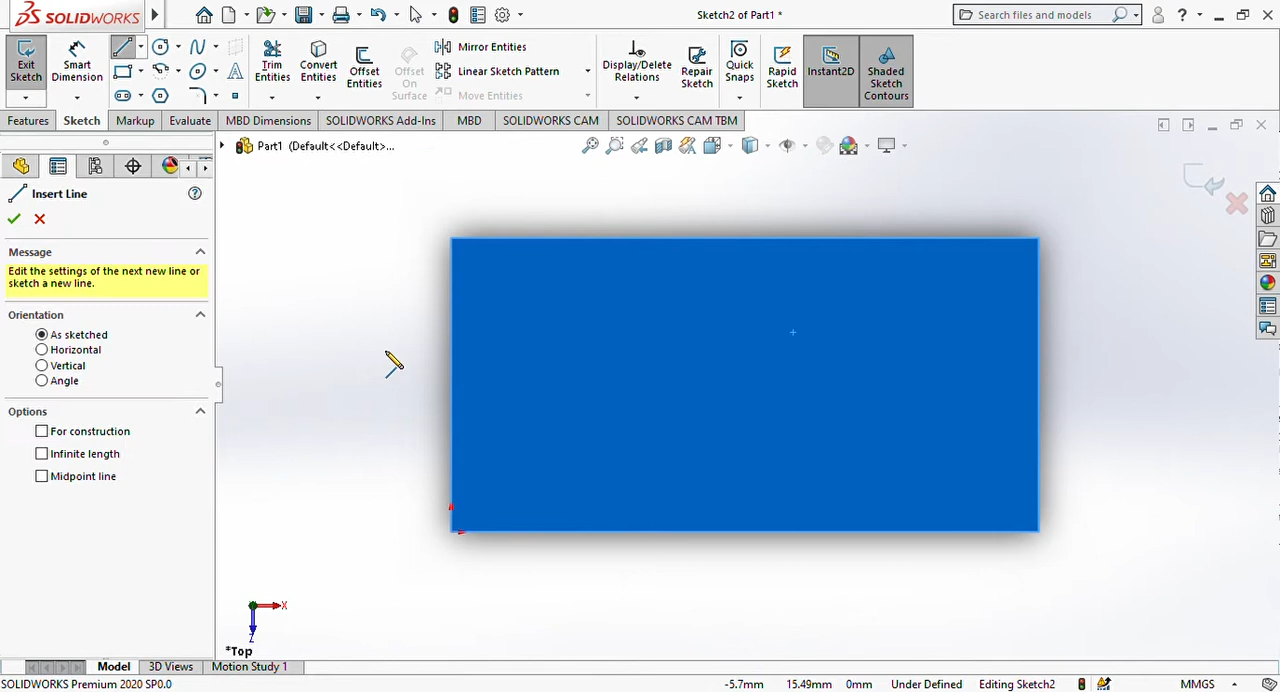 SOLIDWORKS
Sketch2 of Part1 *
Search files and models
?
Exit Sketch
Smart Dimension
Trim Entities
Convert Entities
Offset Entities
Offset On Surface
Mirror Entities
Linear Sketch Pattern
Move Entities
Display/Delete Relations
Repair Sketch
Quick Snaps
Rapid Sketch
Instant2D
Shaded Sketch Contours
Features
Sketch
Markup
Evaluate
MBD Dimensions
SOLIDWORKS Add-Ins
MBD
SOLIDWORKS CAM
SOLIDWORKS CAM TBM
Part1 (Default<<Default>...
Insert Line
?
Message
Edit the settings of the next new line or
sketch a new line.
Orientation
As sketched
Horizontal
Vertical
Angle
Options
For construction
Infinite length
Midpoint line
X
Z
*Top
Model
3D Views
Motion Study 1
SOLIDWORKS Premium 2020 SP0.0
-5.7mm
15.49mm
0mm
Under Defined
Editing Sketch2
MMGS